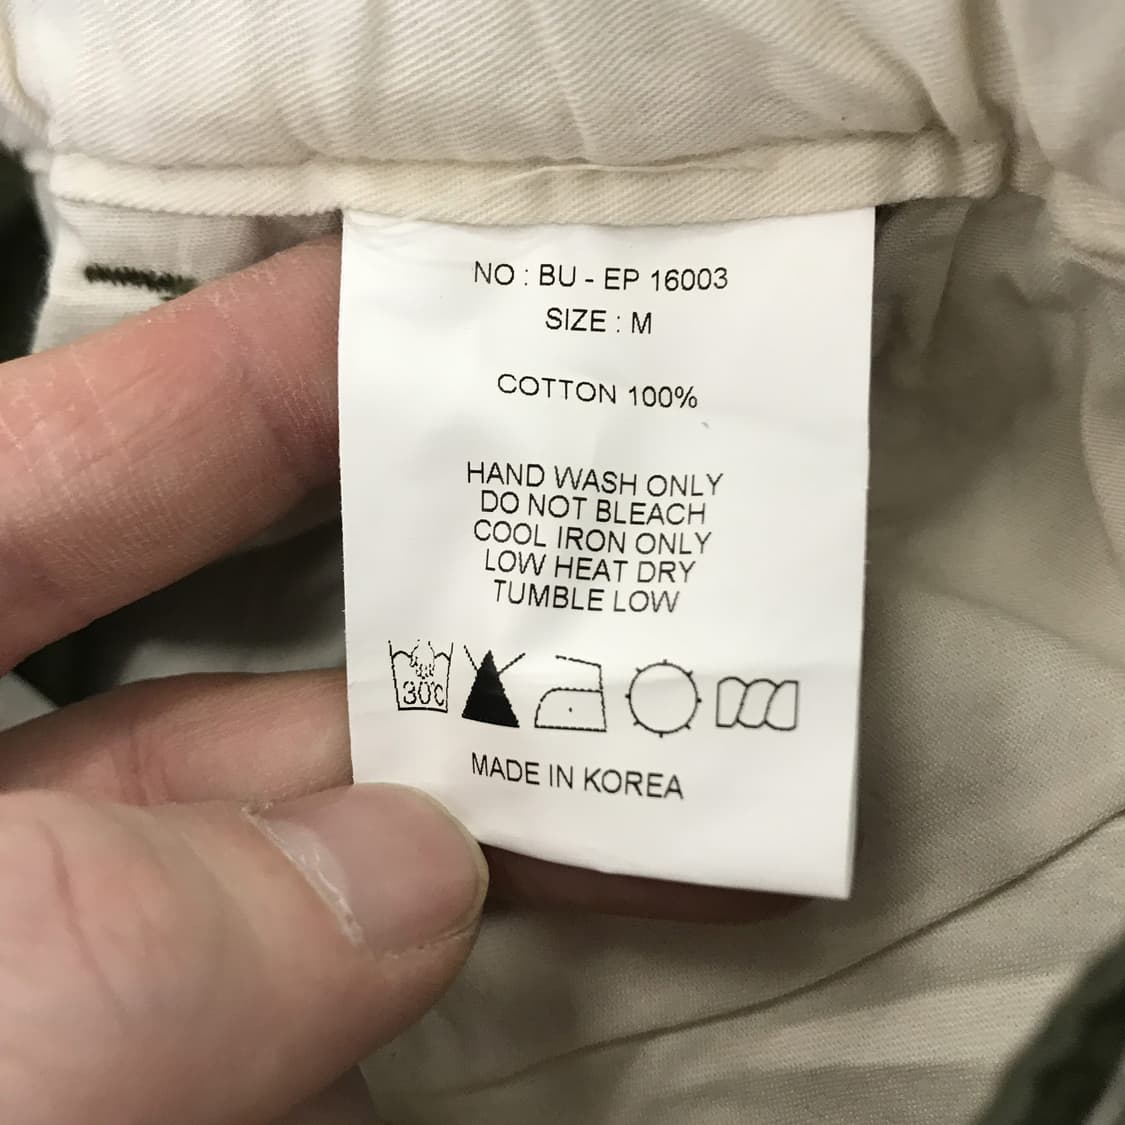 NO : BU - EP 16003
SIZE : M
COTTON 100%
HAND WASH ONLY
DO NOT BLEACH
COOL IRON ONLY
LOW HEAT DRY
TUMBLE LOW
30℃
MADE IN KOREA